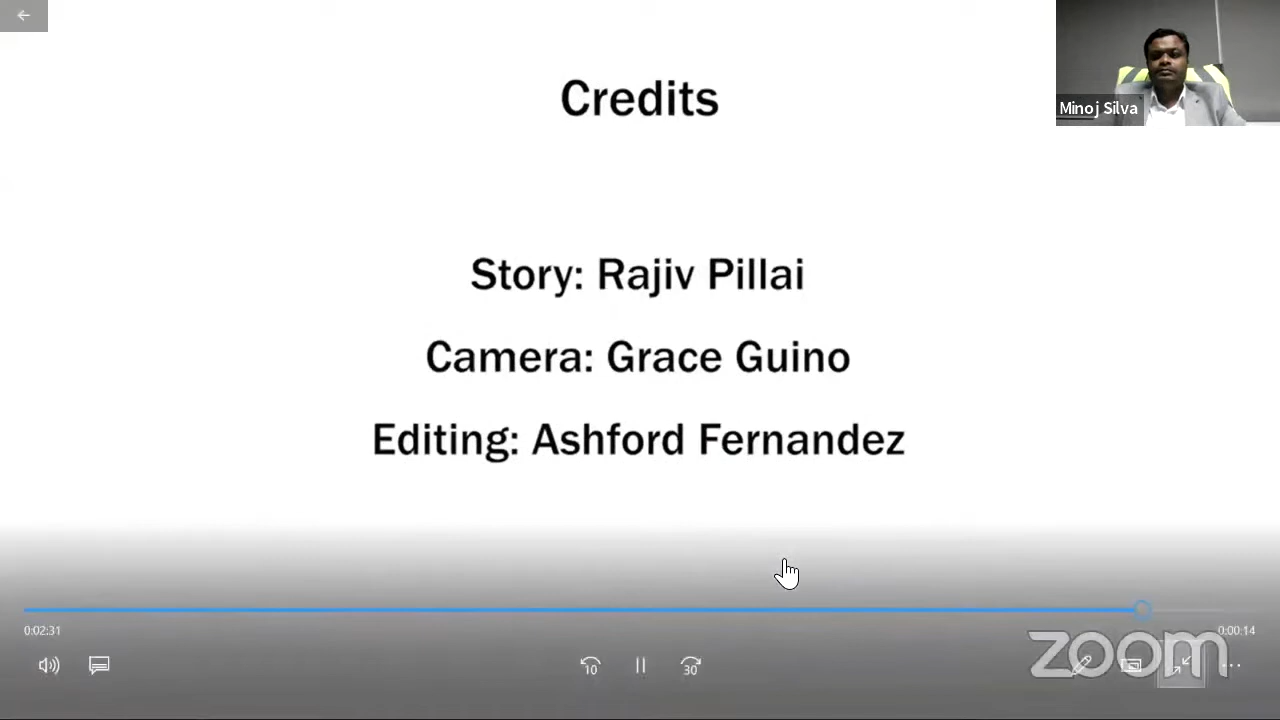 Credits
Minoj Silva
Story: Rajiv Pillai
Camera: Grace Guino
Editing: Ashford Fernandez
0:02:31
0:00:14
10
30
zoom